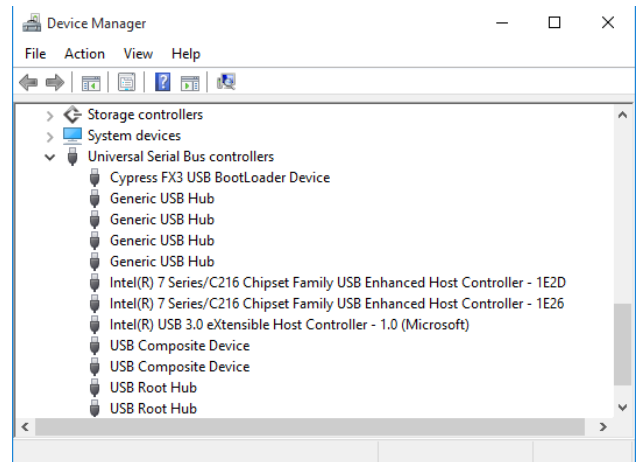 Device Manager
File Action View Help
Storage controllers
System devices
Universal Serial Bus controllers
Cypress FX3 USB BootLoader Device
Generic USB Hub
Generic USB Hub
Generic USB Hub
Generic USB Hub
Intel(R) 7 Series/C216 Chipset Family USB Enhanced Host Controller - 1E2D
Intel(R) 7 Series/C216 Chipset Family USB Enhanced Host Controller - 1E26
Intel(R) USB 3.0 eXtensible Host Controller - 1.0 (Microsoft)
USB Composite Device
USB Composite Device
USB Root Hub
USB Root Hub